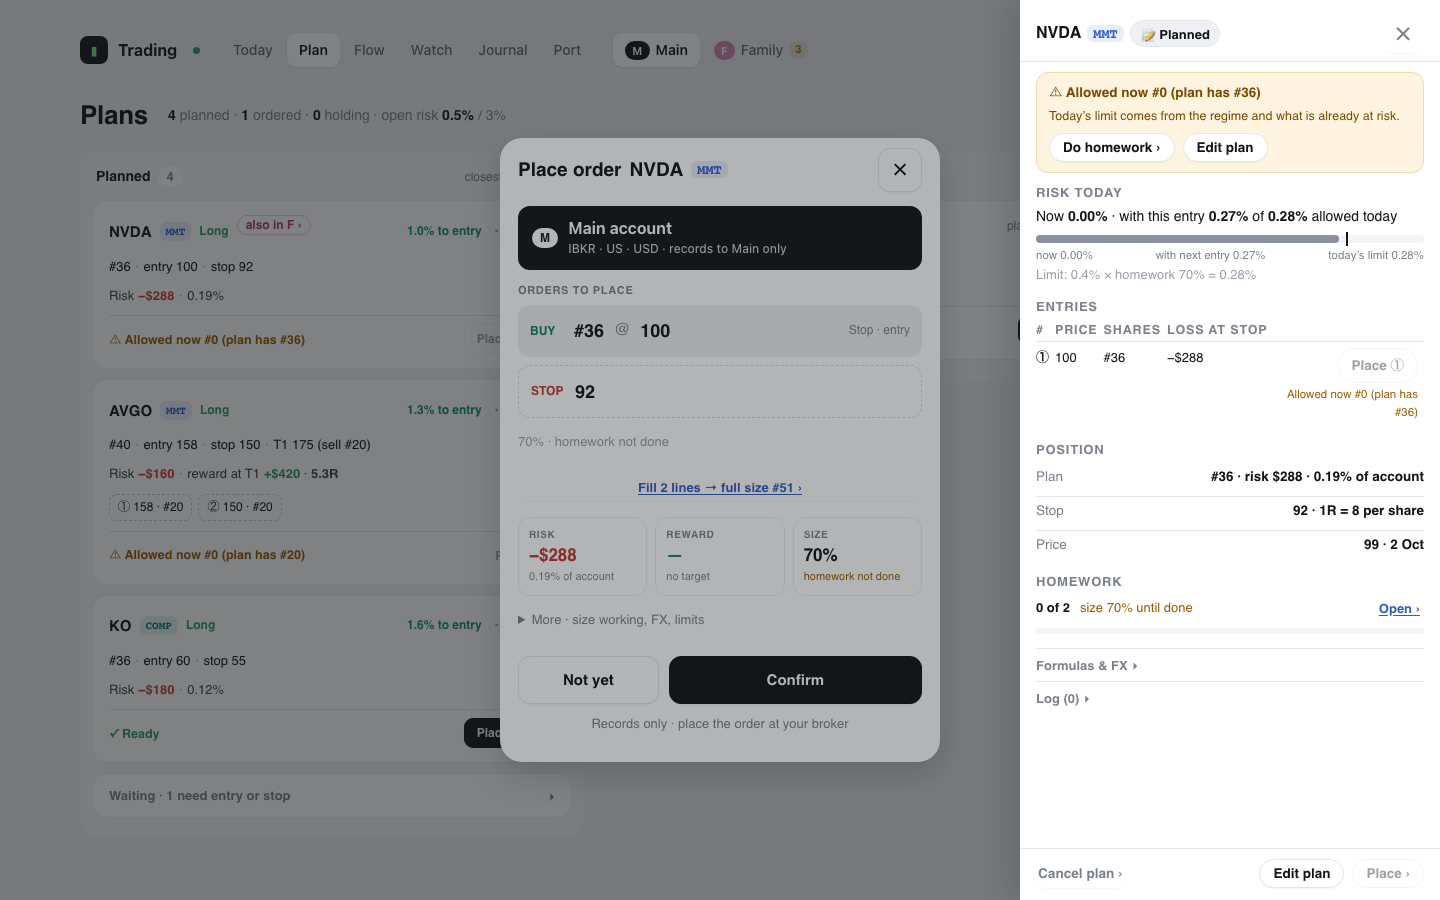 Trading
Today
Plan
Flow
Watch
Journal
Port
M Main
F Family 3
Plans
4 planned · 1 ordered · 0 holding · open risk 0.5% / 3%
Planned 4
closest
NVDA MMT Long also in F ›
1.0% to entry ·
#36 · entry 100 · stop 92
Risk −$288 · 0.19%
⚠ Allowed now #0 (plan has #36)
Plac
AVGO MMT Long
1.3% to entry ·
#40 · entry 158 · stop 150 · T1 175 (sell #20)
Risk −$160 · reward at T1 +$420 · 5.3R
① 158 · #20
② 150 · #20
⚠ Allowed now #0 (plan has #20)
KO COMP Long
1.6% to entry ·
#36 · entry 60 · stop 55
Risk −$180 · 0.12%
✓ Ready
Plac
Waiting · 1 need entry or stop
Place order NVDA MMT
✕
M Main account
IBKR · US · USD · records to Main only
ORDERS TO PLACE
BUY #36 @ 100
Stop · entry
STOP 92
70% · homework not done
Fill 2 lines → full size #51 ›
RISK
−$288
0.19% of account
REWARD
—
no target
SIZE
70%
homework not done
▶ More · size working, FX, limits
Not yet
Confirm
Records only · place the order at your broker
NVDA MMT 📝 Planned
✕
⚠ Allowed now #0 (plan has #36)
Today’s limit comes from the regime and what is already at risk.
Do homework ›
Edit plan
RISK TODAY
Now 0.00% · with this entry 0.27% of 0.28% allowed today
now 0.00%
with next entry 0.27%
today’s limit 0.28%
Limit: 0.4% × homework 70% = 0.28%
ENTRIES
# PRICE SHARES LOSS AT STOP
① 100 #36 −$288
Place ①
Allowed now #0 (plan has
#36)
POSITION
Plan
#36 · risk $288 · 0.19% of account
Stop
92 · 1R = 8 per share
Price
99 · 2 Oct
HOMEWORK
0 of 2 size 70% until done
Open ›
Formulas & FX
Log (0)
Cancel plan ›
Edit plan
Place ›